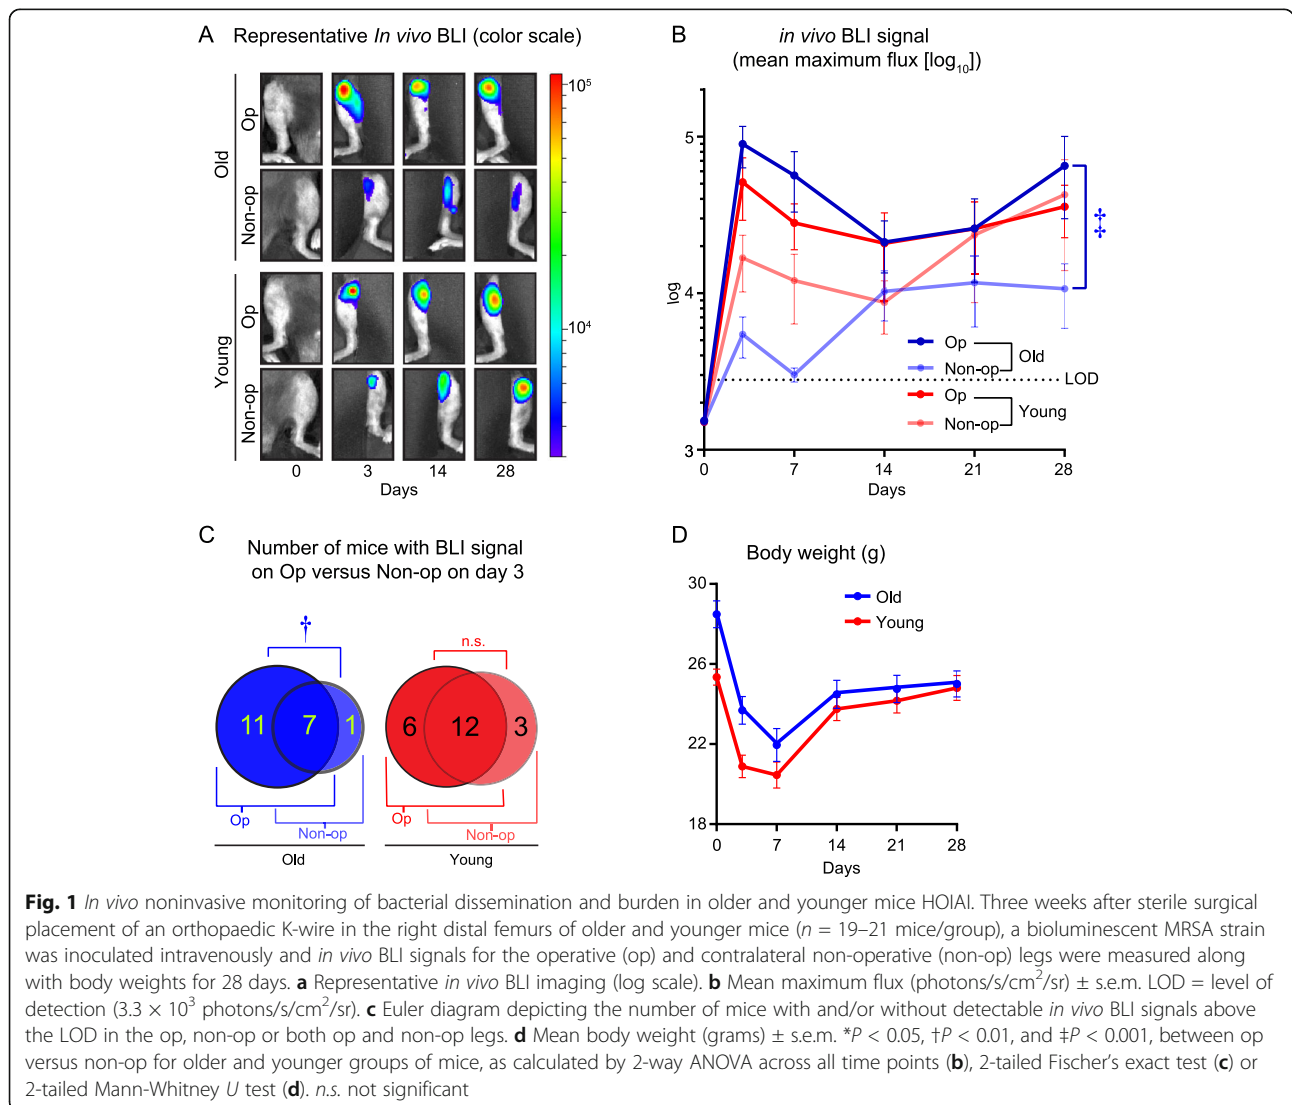 A Representative In vivo BLI (color scale)
Old
Op
Non-op
Young
Op
Non-op
10⁵
10⁴
0 3 14 28
Days
B in vivo BLI signal
(mean maximum flux [log₁₀])
5
4
3
log
‡
Op
Non-op
Old
LOD
Op
Non-op
Young
0 7 14 21 28
Days
C Number of mice with BLI signal
on Op versus Non-op on day 3
†
n.s.
11 7 1
6 12 3
Op
Non-op
Op
Non-op
Old
Young
D Body weight (g)
30
26
22
18
Old
Young
0 7 14 21 28
Days
Fig. 1 In vivo noninvasive monitoring of bacterial dissemination and burden in older and younger mice HOIAI. Three weeks after sterile surgical
placement of an orthopaedic K-wire in the right distal femurs of older and younger mice (n = 19–21 mice/group), a bioluminescent MRSA strain
was inoculated intravenously and in vivo BLI signals for the operative (op) and contralateral non-operative (non-op) legs were measured along
with body weights for 28 days. a Representative in vivo BLI imaging (log scale). b Mean maximum flux (photons/s/cm²/sr) ± s.e.m. LOD = level of
detection (3.3 × 10³ photons/s/cm²/sr). c Euler diagram depicting the number of mice with and/or without detectable in vivo BLI signals above
the LOD in the op, non-op or both op and non-op legs. d Mean body weight (grams) ± s.e.m. *P < 0.05, †P < 0.01, and ‡P < 0.001, between op
versus non-op for older and younger groups of mice, as calculated by 2-way ANOVA across all time points (b), 2-tailed Fischer's exact test (c) or
2-tailed Mann-Whitney U test (d). n.s. not significant